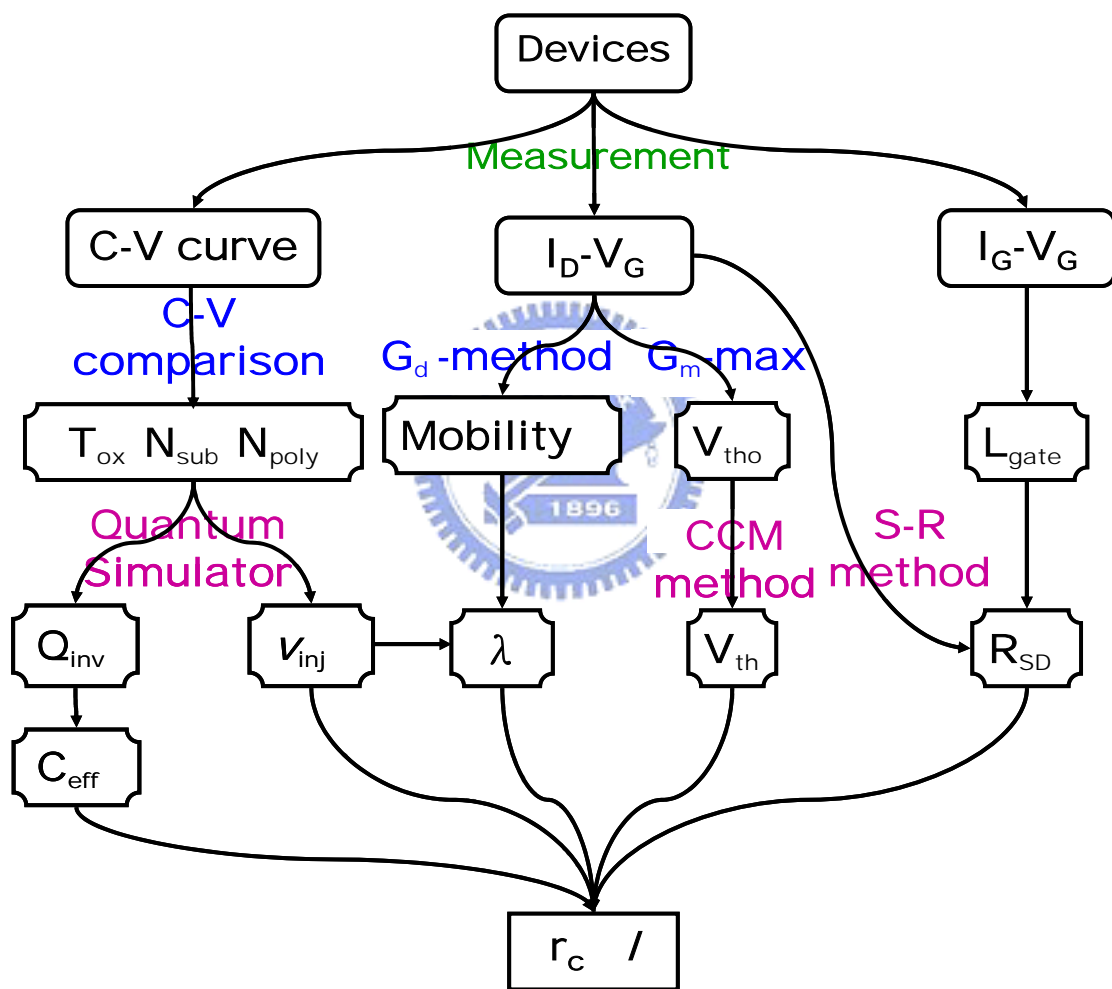 Devices
Measurement
C-V curve
I_D-V_G
I_G-V_G
C-V
comparison
G_d -method
G_m-max
T_ox N_sub N_poly
Mobility
V_tho
L_gate
1896
Quantum
Simulator
CCM
method
S-R
method
Q_inv
v_inj
λ
V_th
R_SD
C_eff
r_c l